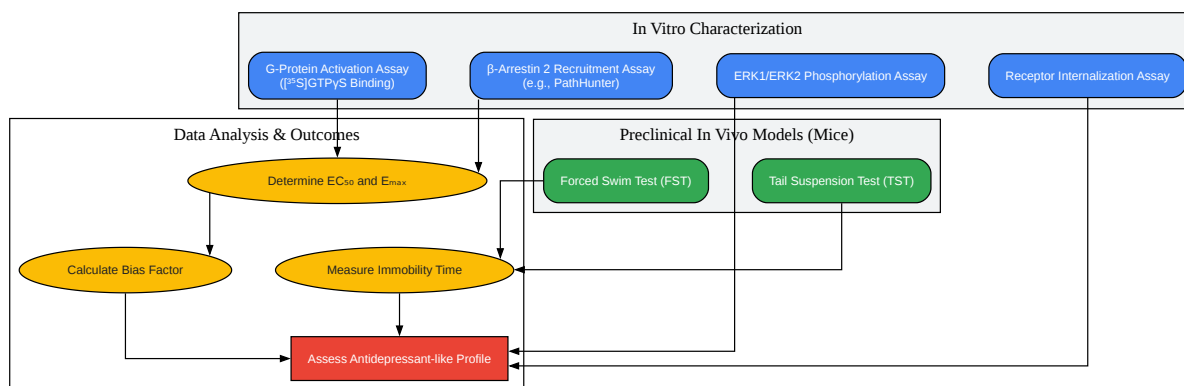 In Vitro Characterization
G-Protein Activation Assay
([³⁵S]GTPγS Binding)
β-Arrestin 2 Recruitment Assay
(e.g., PathHunter)
ERK1/ERK2 Phosphorylation Assay
Receptor Internalization Assay
Data Analysis & Outcomes
Preclinical In Vivo Models (Mice)
Determine EC₅₀ and Eₘₐₓ
Forced Swim Test (FST)
Tail Suspension Test (TST)
Calculate Bias Factor
Measure Immobility Time
Assess Antidepressant-like Profile